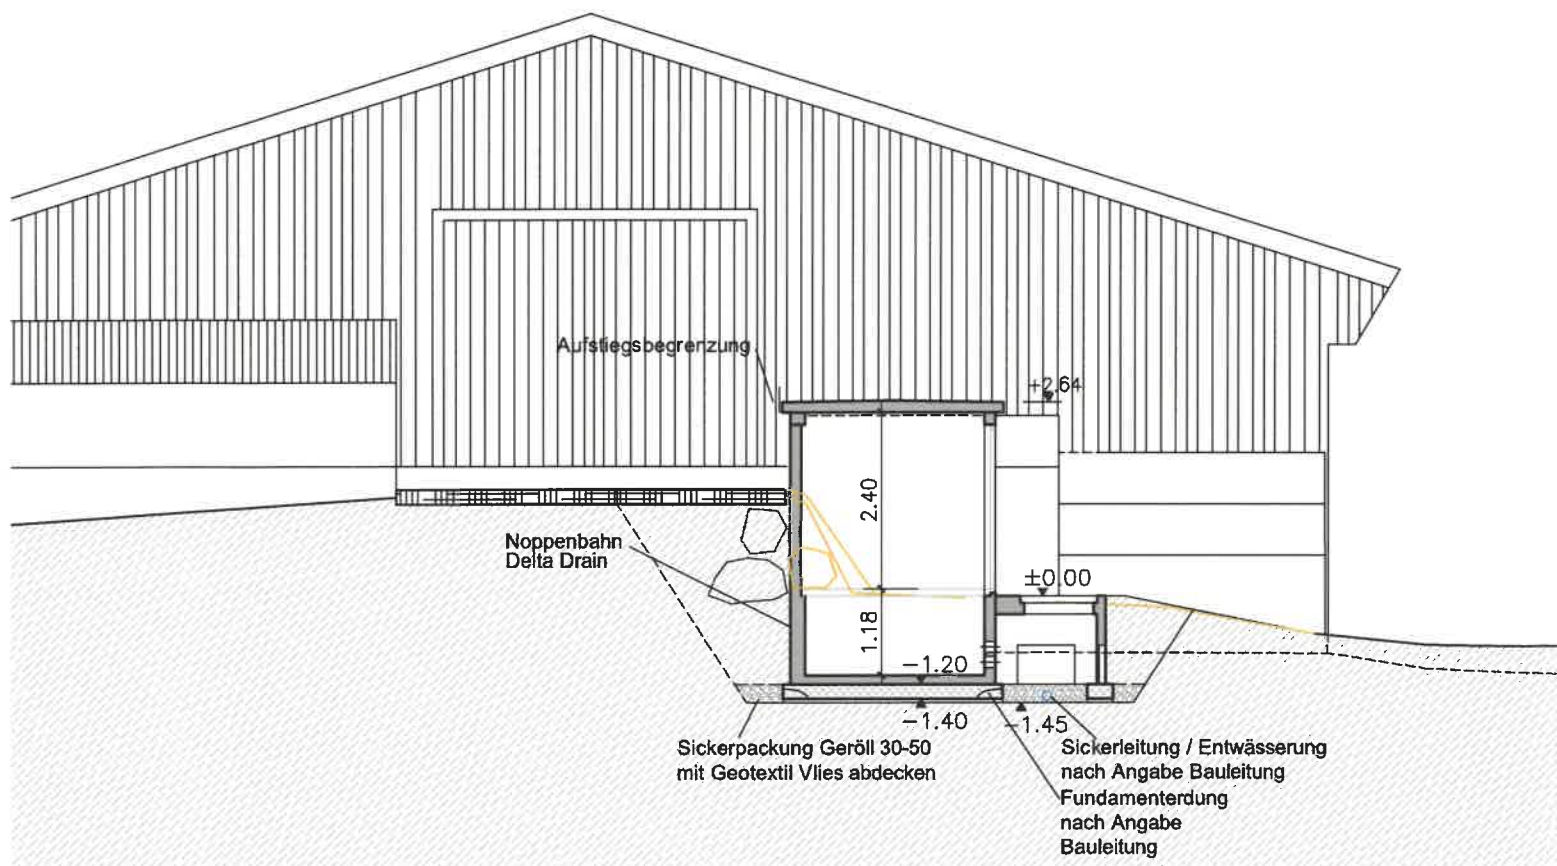 Aufstiegsbegrenzung
+2.64
2.40
Noppenbahn
Delta Drain
±0.00
1.18
−1.20
−1.40
−1.45
Sickerpackung Geröll 30-50
mit Geotextil Vlies abdecken
Sickerleitung / Entwässerung
nach Angabe Bauleitung
Fundamenterdung
nach Angabe
Bauleitung